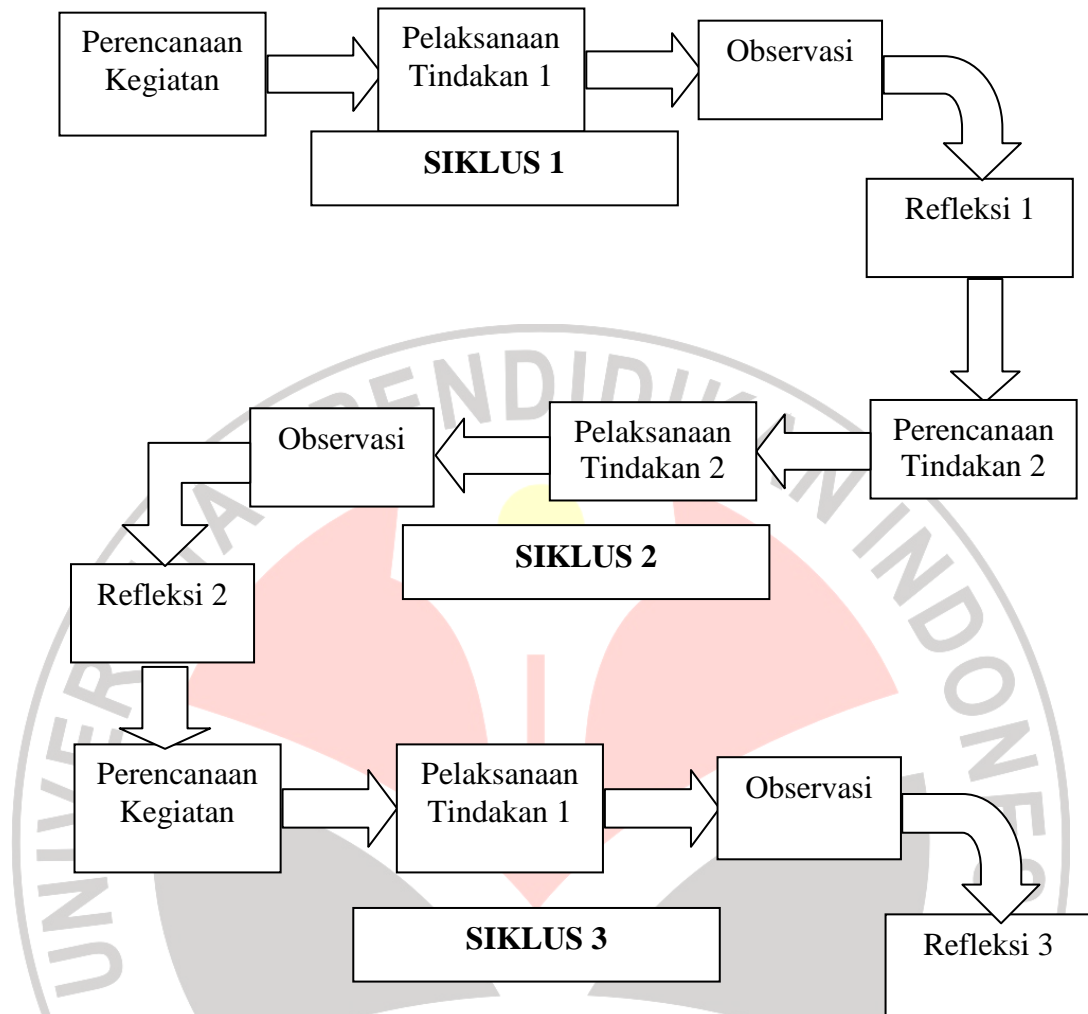 Perencanaan
Kegiatan
Pelaksanaan
Tindakan 1
Observasi
SIKLUS 1
Refleksi 1
Perencanaan
Tindakan 2
Pelaksanaan
Tindakan 2
Observasi
SIKLUS 2
Refleksi 2
Perencanaan
Kegiatan
Pelaksanaan
Tindakan 1
Observasi
SIKLUS 3
Refleksi 3